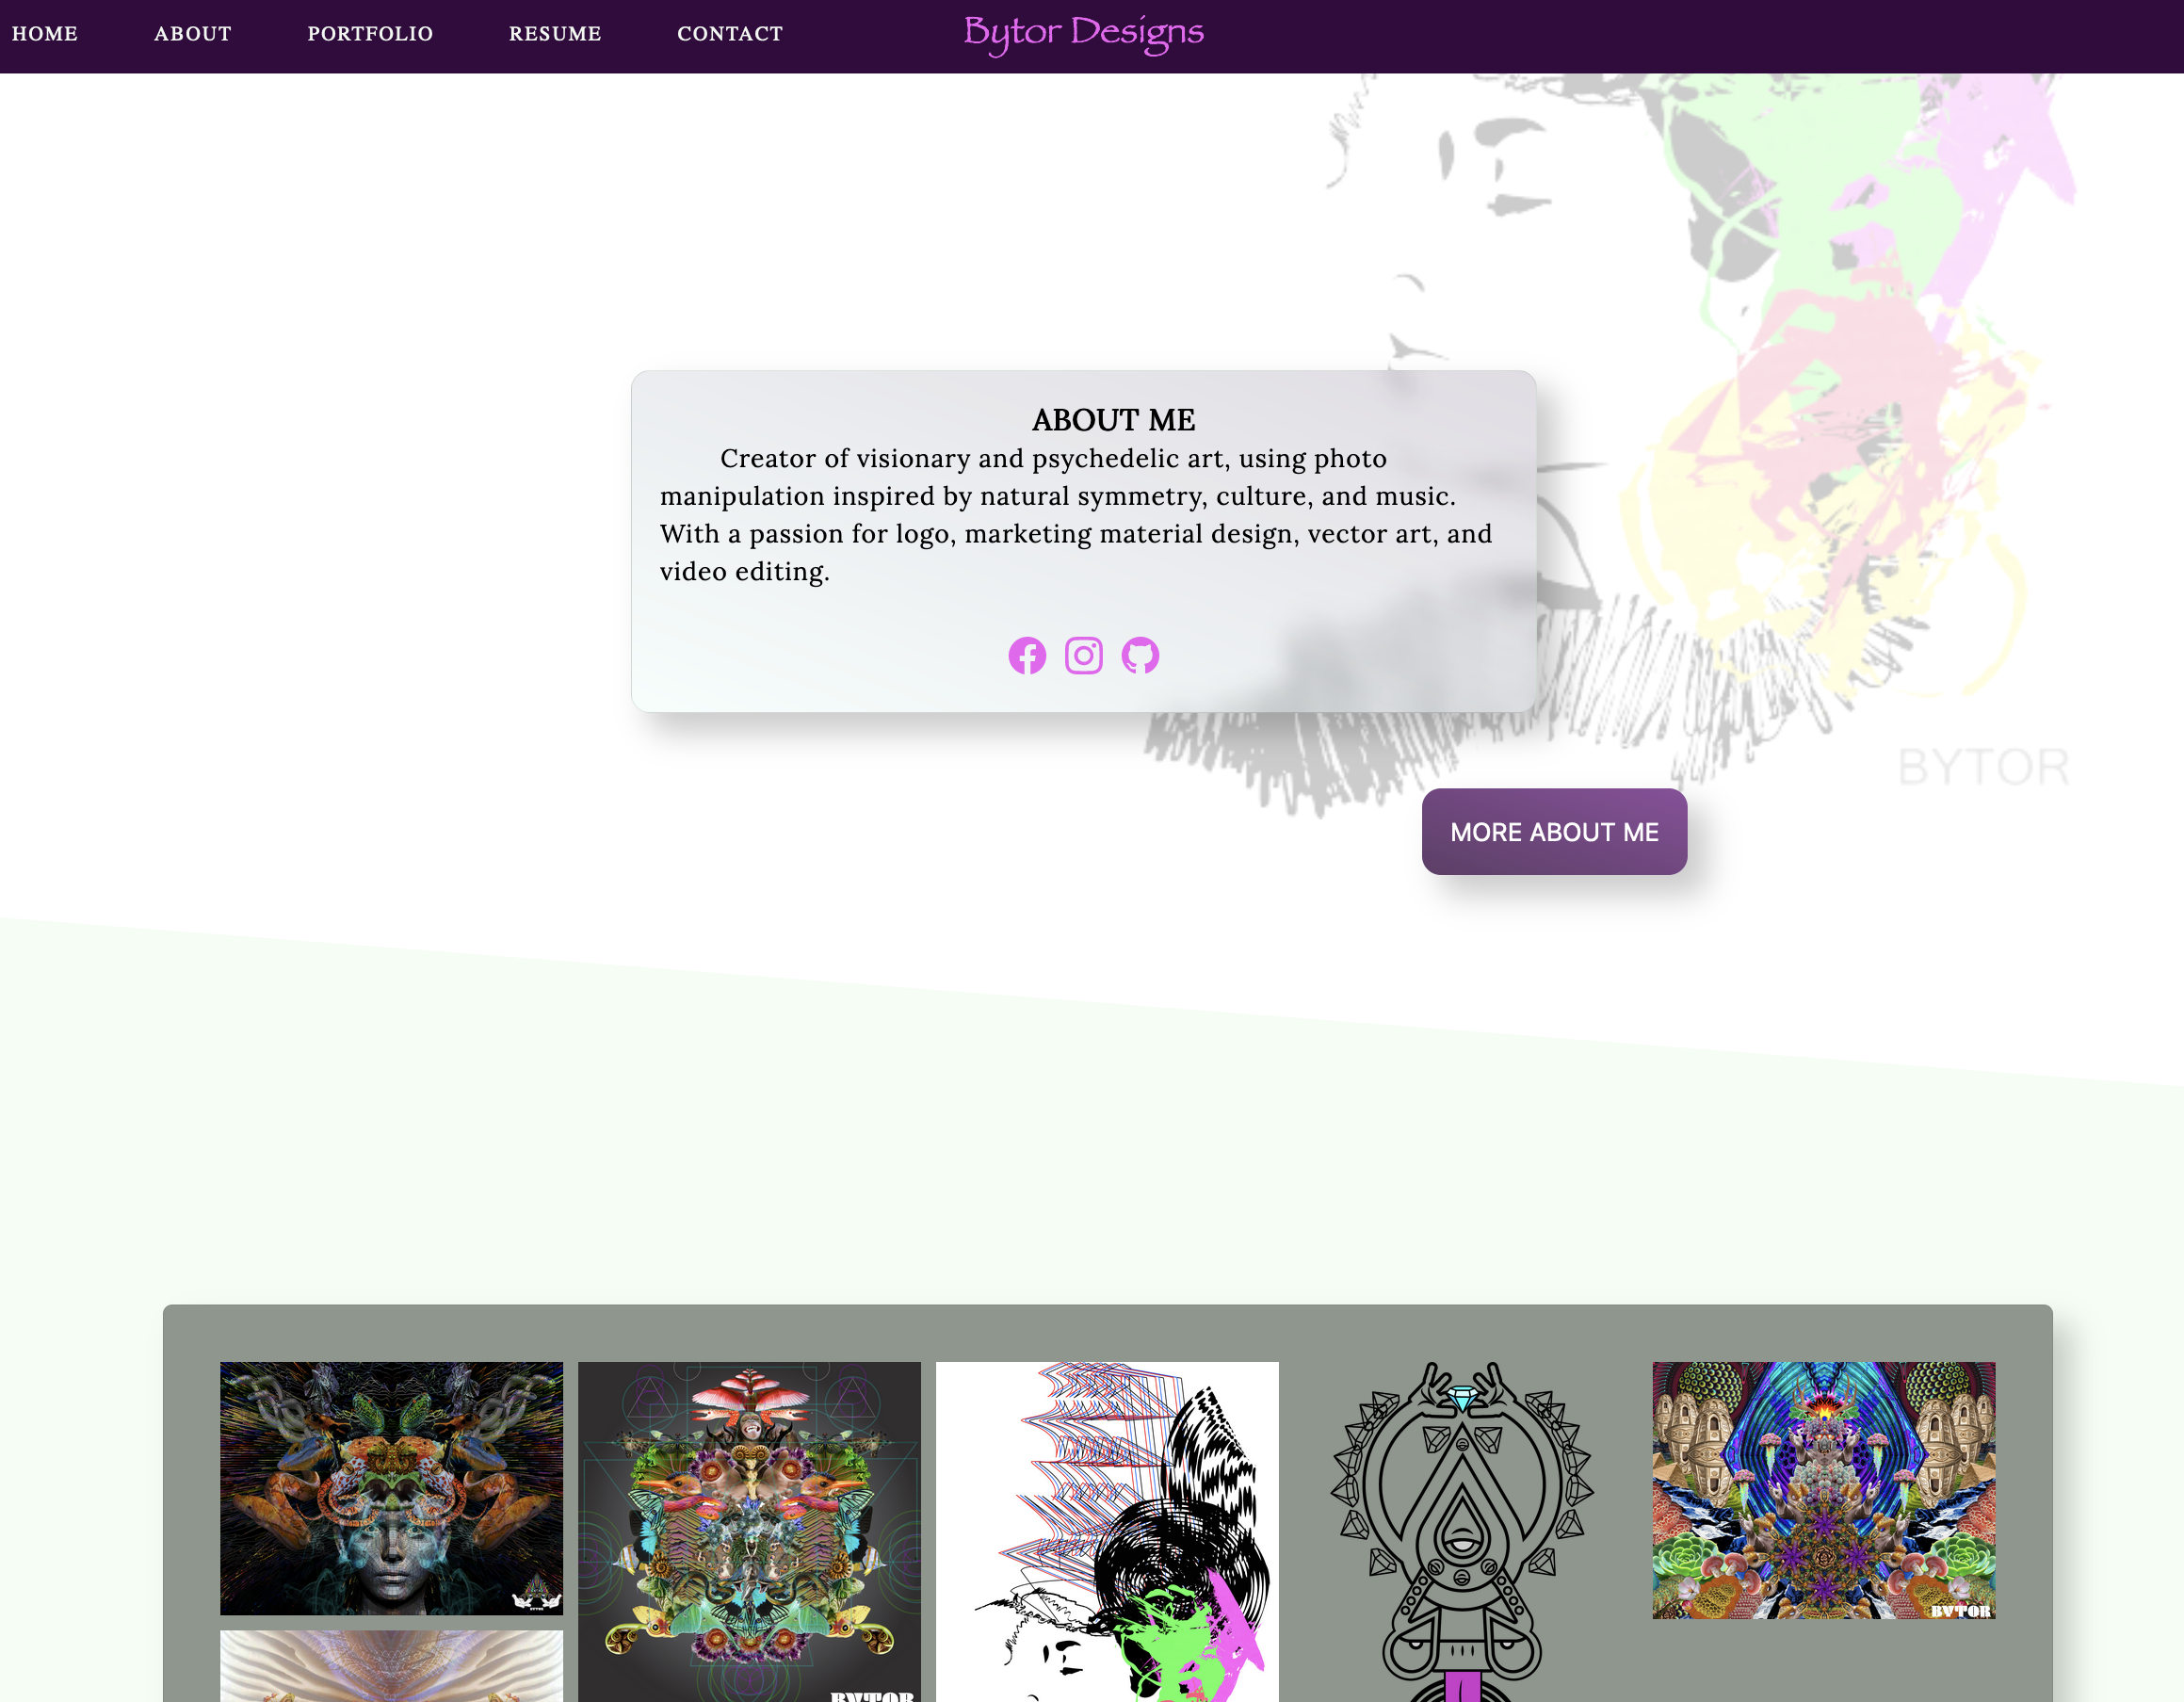 HOME ABOUT PORTFOLIO RESUME CONTACT Bytor Designs
ABOUT ME
Creator of visionary and psychedelic art, using photo
manipulation inspired by natural symmetry, culture, and music.
With a passion for logo, marketing material design, vector art, and
video editing.
BYTOR
MORE ABOUT ME
BYTOR
BYTOR
BYTOR